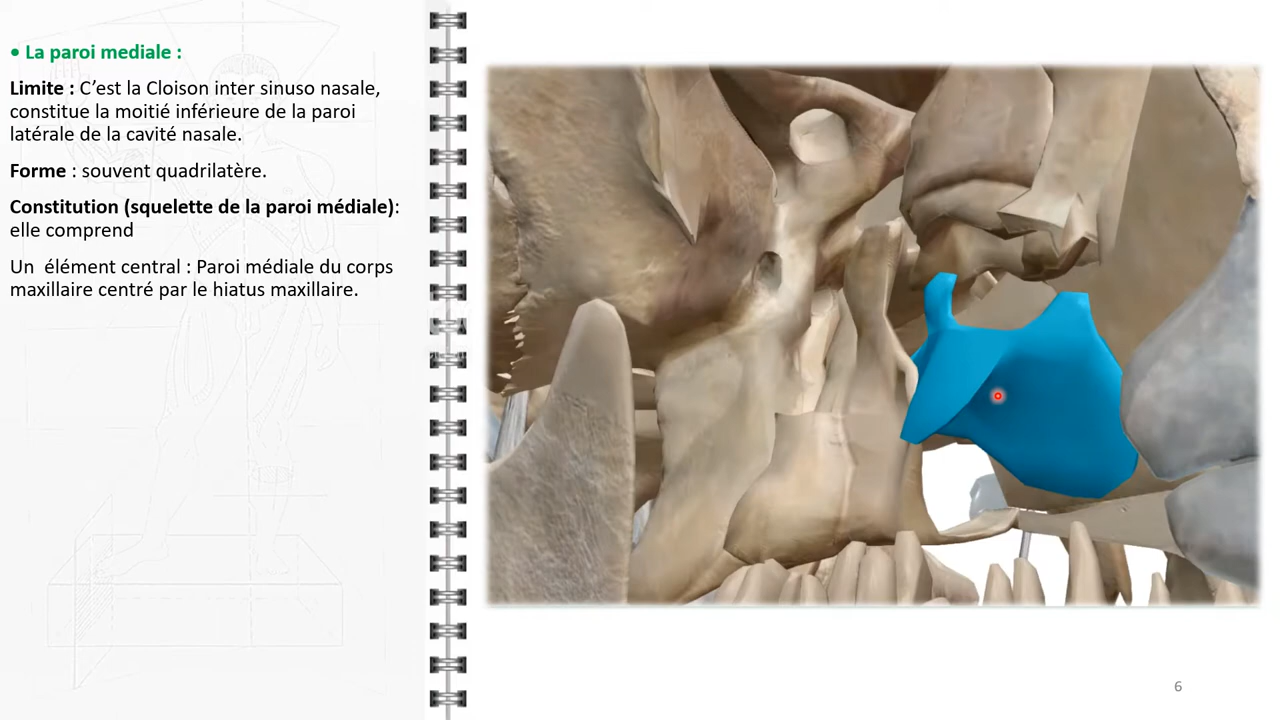 • La paroi mediale :
Limite : C’est la Cloison inter sinuso nasale,
constitue la moitié inférieure de la paroi
latérale de la cavité nasale.
Forme : souvent quadrilatère.
Constitution (squelette de la paroi médiale):
elle comprend
Un élément central : Paroi médiale du corps
maxillaire centré par le hiatus maxillaire.
6